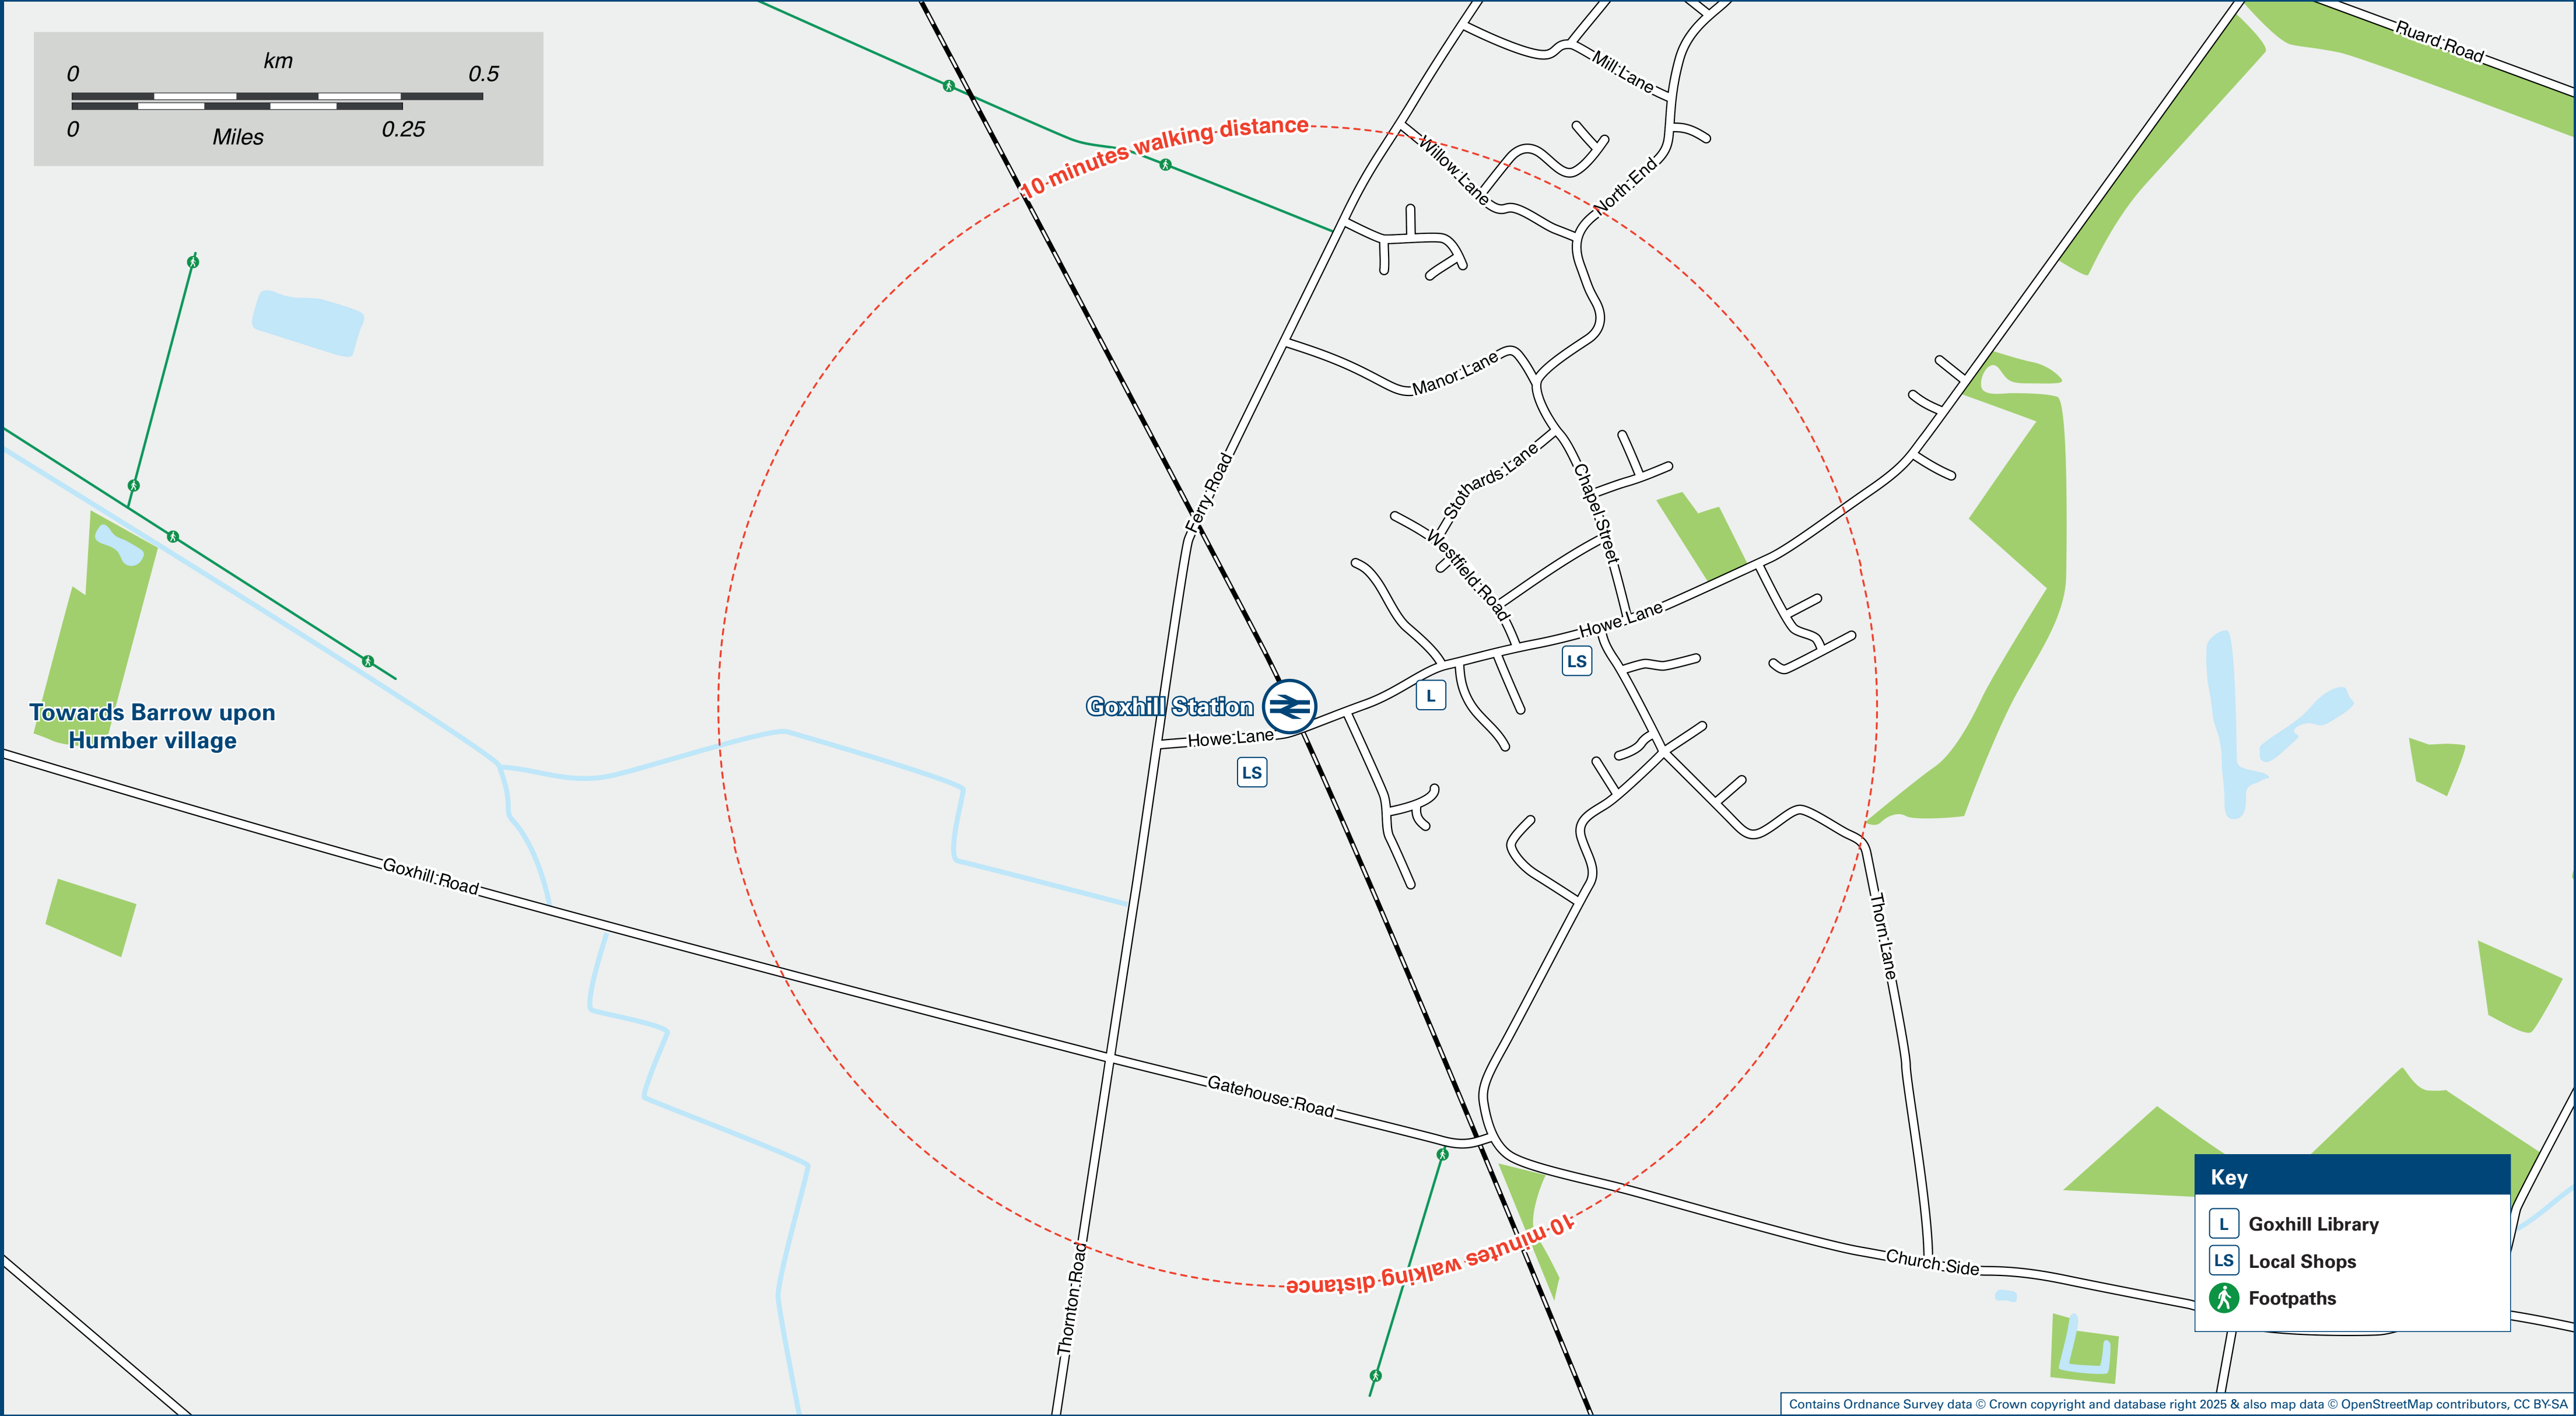 km
0
0.5
0
Miles
0.25
Ruard Road
Mill Lane
10 minutes walking distance
Willow Lane
North End
Manor Lane
Ferry Road
Stothards Lane
Chapel Street
Westfield Road
Howe Lane
LS
L
Goxhill Station
Howe Lane
LS
Towards Barrow upon
Humber village
Goxhill Road
Thorn Lane
Gatehouse Road
10 minutes walking distance
Thornton Road
Church Side
Key
L Goxhill Library
LS Local Shops
Footpaths
Contains Ordnance Survey data © Crown copyright and database right 2025 & also map data © OpenStreetMap contributors, CC BY-SA